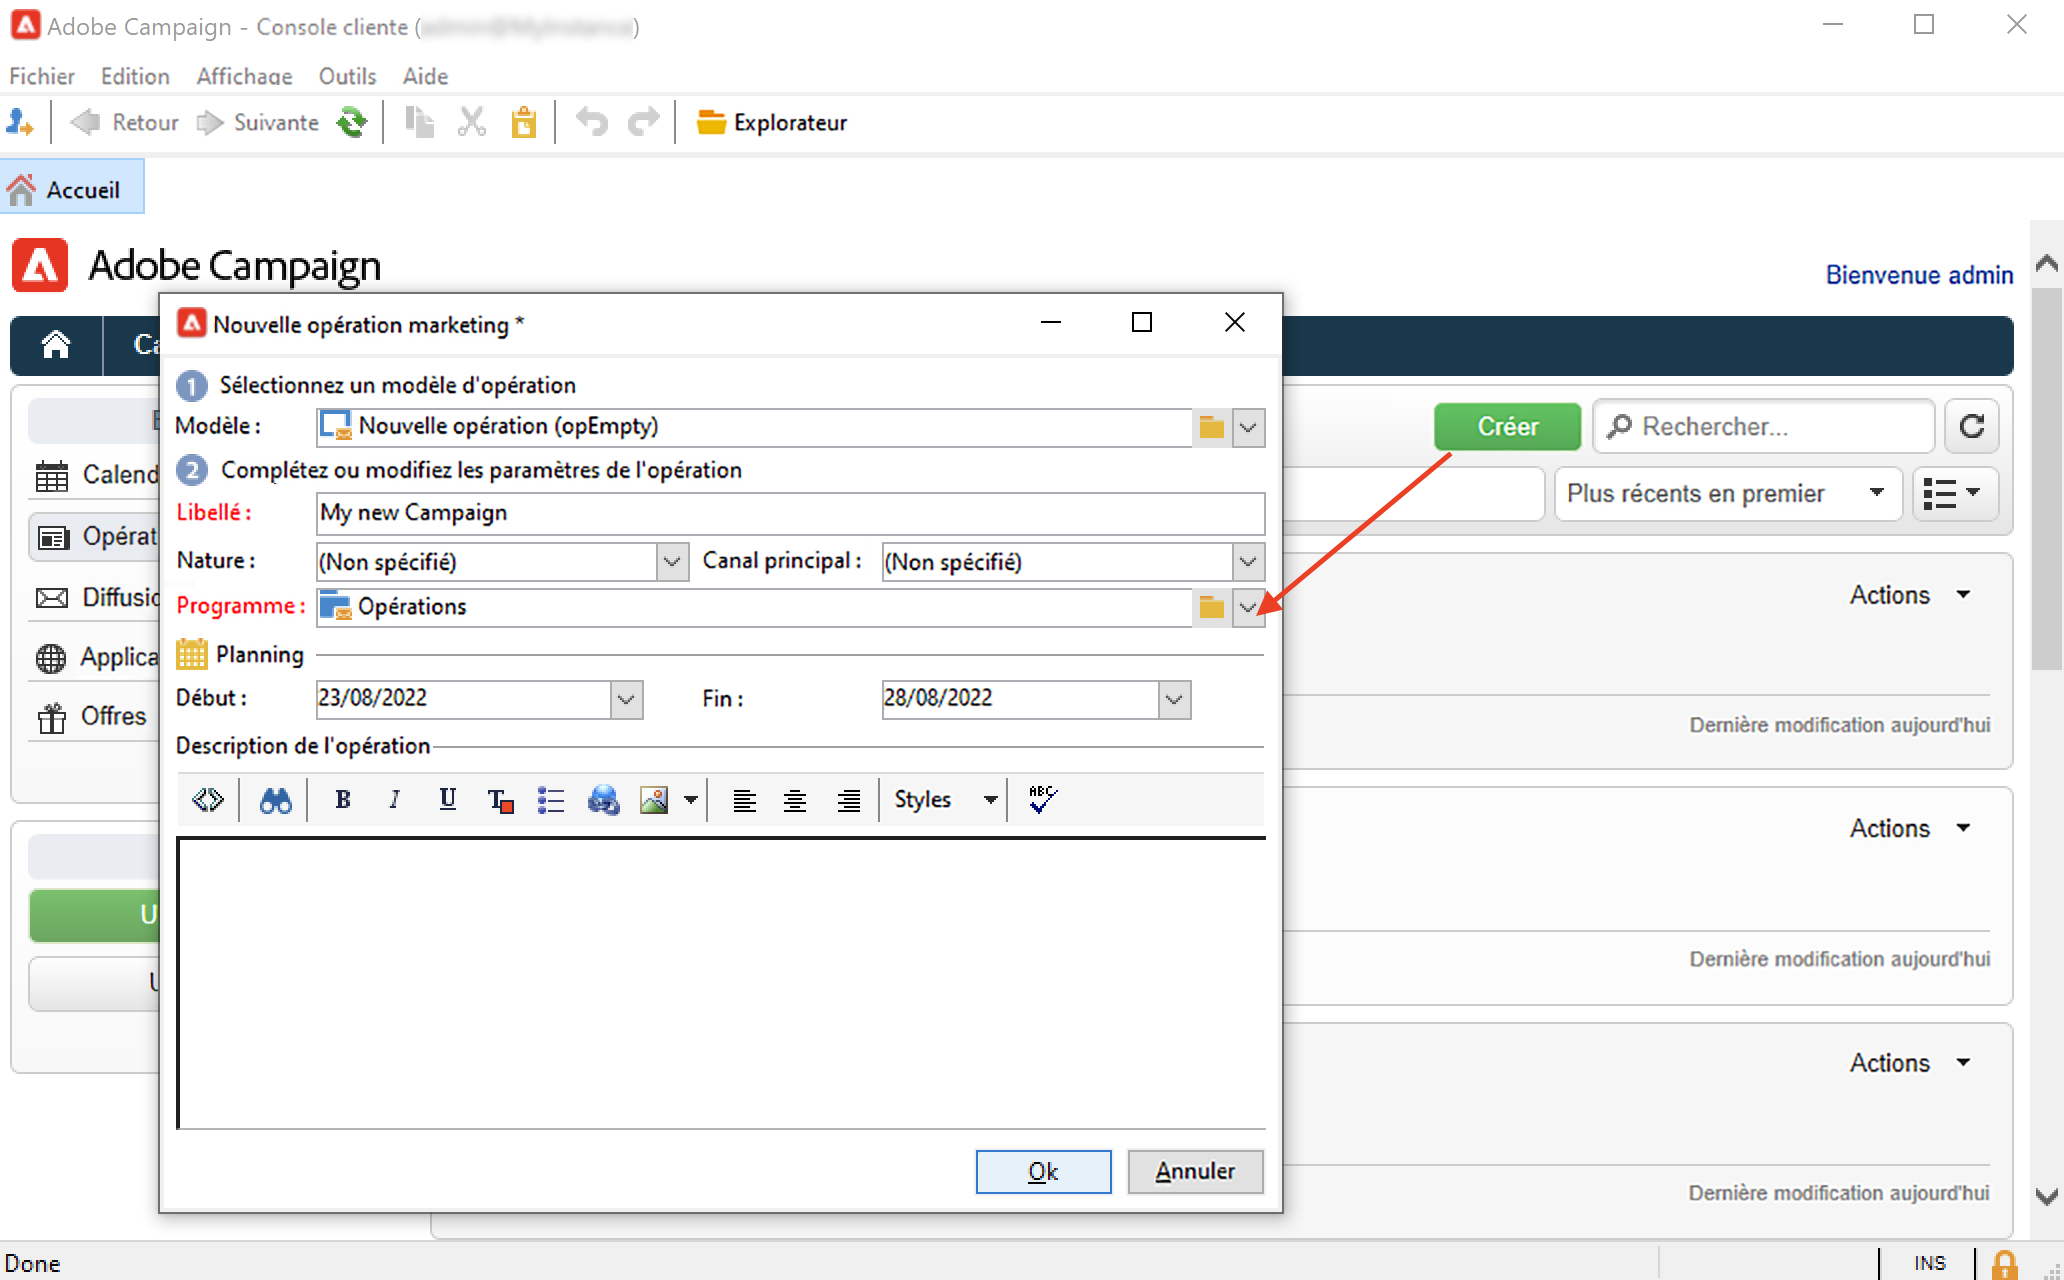 Adobe Campaign - Console cliente ( )
Fichier Edition Affichage Outils Aide
Retour Suivante Explorateur
Accueil
Adobe Campaign
Bienvenue admin
Nouvelle opération marketing *
1 Sélectionnez un modèle d'opération
Modèle : Nouvelle opération (opEmpty)
Créer Rechercher...
Calend
2 Complétez ou modifiez les paramètres de l'opération
Plus récents en premier
Libellé : My new Campaign
Opérat
Nature : (Non spécifié) Canal principal : (Non spécifié)
Diffusio
Programme : Opérations
Actions
Applica
Planning
Offres
Début : 23/08/2022 Fin : 28/08/2022
Dernière modification aujourd'hui
Description de l'opération
B I U T Styles ABC
Actions
U
Dernière modification aujourd'hui
U
Actions
Ok Annuler
Dernière modification aujourd'hui
Done INS